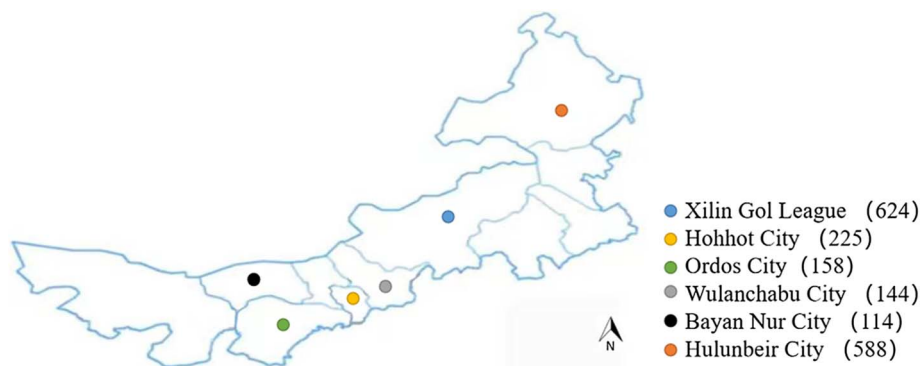 Xilin Gol League (624)
Hohhot City (225)
Ordos City (158)
Wulanchabu City (144)
Bayan Nur City (114)
Hulunbeir City (588)
N